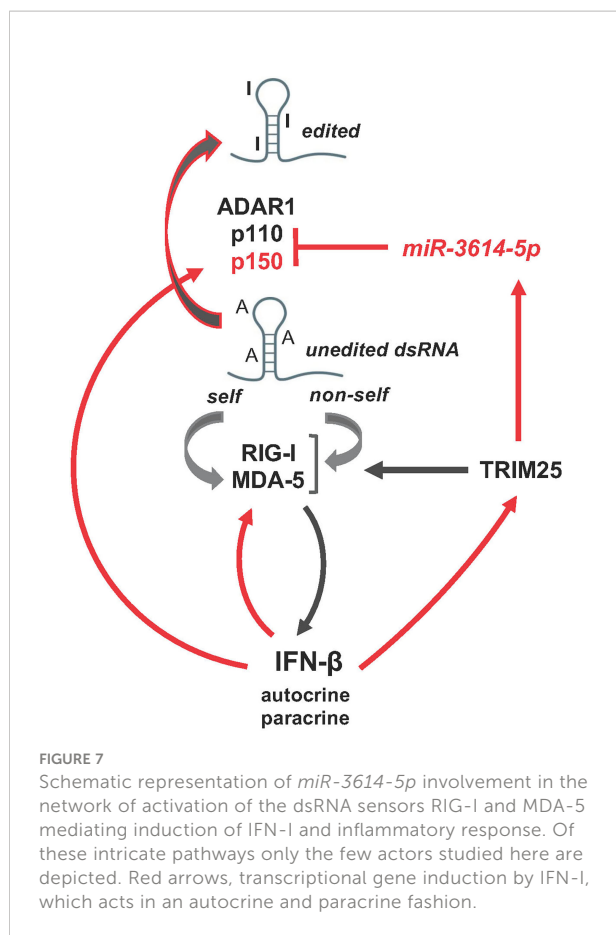 I
I
I
edited
ADAR1
p110
p150
miR-3614-5p
A
A
A
unedited dsRNA
self
non-self
RIG-I
MDA-5
TRIM25
IFN-β
autocrine
paracrine
FIGURE 7
Schematic representation of miR-3614-5p involvement in the
network of activation of the dsRNA sensors RIG-I and MDA-5
mediating induction of IFN-I and inflammatory response. Of
these intricate pathways only the few actors studied here are
depicted. Red arrows, transcriptional gene induction by IFN-I,
which acts in an autocrine and paracrine fashion.